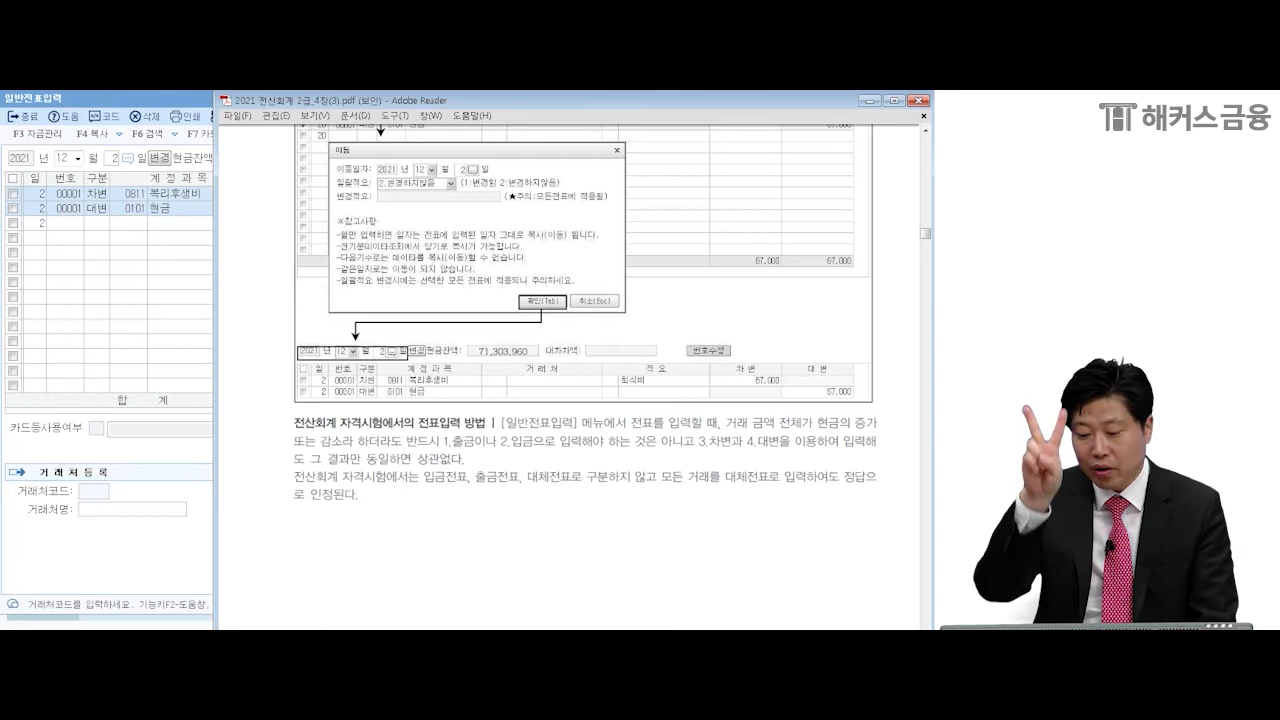 해커스금융
일반전표입력
종료 도움 코드 삭제 인쇄
F3 자금관리 F4 복사 F6 검색 F7 카
2021 년 12 월 2 일 변경 현금잔액
일 번호 구분 계 정 과 목
2 00001 차변 0811 복리후생비
2 00001 대변 0101 현금
2
합 계
카드등사용여부
거 래 처 등 록
거래처코드:
거래처명:
거래처코드를 입력하세요. 기능키F2-도움창,
2021 전산회계 2급_4장(3).pdf (보안) - Adobe Reader
파일(F) 편집(E) 보기(V) 문서(D) 도구(T) 창(W) 도움말(H)
20
이동
이동일자: 2021 년 12 월 2 일
일괄적요: 2.변경하지않음 (1:변경함 2:변경하지않음)
변경적요: (★주의:모든전표에 적용됨)
※참고사항
-월만 입력하면 일자는 전표에 입력된 일자 그대로 복사(이동) 됩니다.
-전기분데이타조회에서 당기로 복사가 가능합니다.
-다음기수로는 데이타를 복사(이동)할 수 없습니다.
-같은일자로는 이동이 되지 않습니다.
-일괄적요 변경시에는 선택한 모든 전표에 적용되니 주의하세요.
확인(Tab) 취소(Esc)
67,000 67,000
2021 년 12 월 2 일 변경 현금잔액: 71,303,960 대차차액: 번호수정
일 번호 구분 계 정 과 목 거 래 처 적 요 차 변 대 변
2 00001 차변 0811 복리후생비 회식비 67,000
2 00001 대변 0101 현금 67,000
전산회계 자격시험에서의 전표입력 방법 | [일반전표입력] 메뉴에서 전표를 입력할 때, 거래 금액 전체가 현금의 증가
또는 감소라 하더라도 반드시 1.출금이나 2.입금으로 입력해야 하는 것은 아니고 3.차변과 4.대변을 이용하여 입력해
도 그 결과만 동일하면 상관없다.
전산회계 자격시험에서는 입금전표, 출금전표, 대체전표로 구분하지 않고 모든 거래를 대체전표로 입력하여도 정답으
로 인정된다.